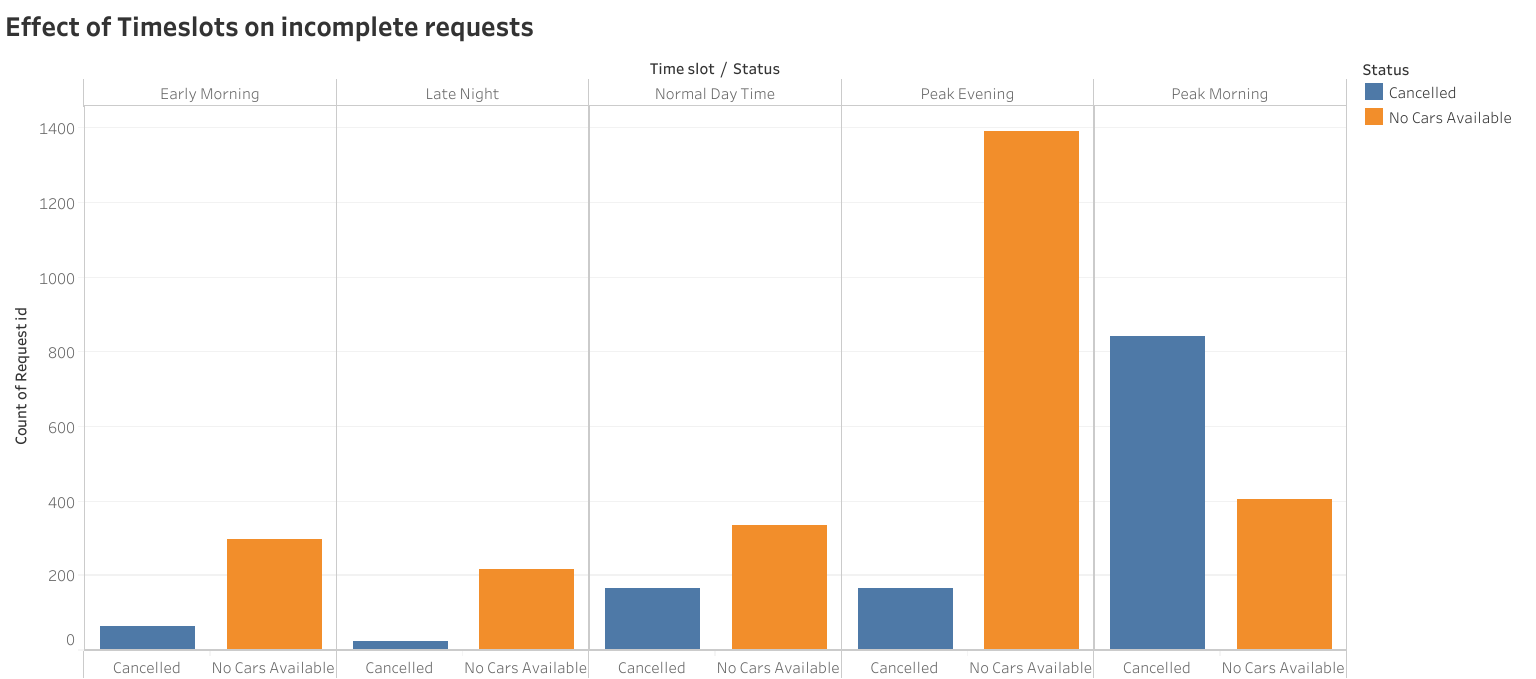 Effect of Timeslots on incomplete requests
Time slot / Status
Early Morning Late Night Normal Day Time Peak Evening Peak Morning
Status
Cancelled
No Cars Available
Count of Request id
1400
1200
1000
800
600
400
200
0
Cancelled No Cars Available Cancelled No Cars Available Cancelled No Cars Available Cancelled No Cars Available Cancelled No Cars Available